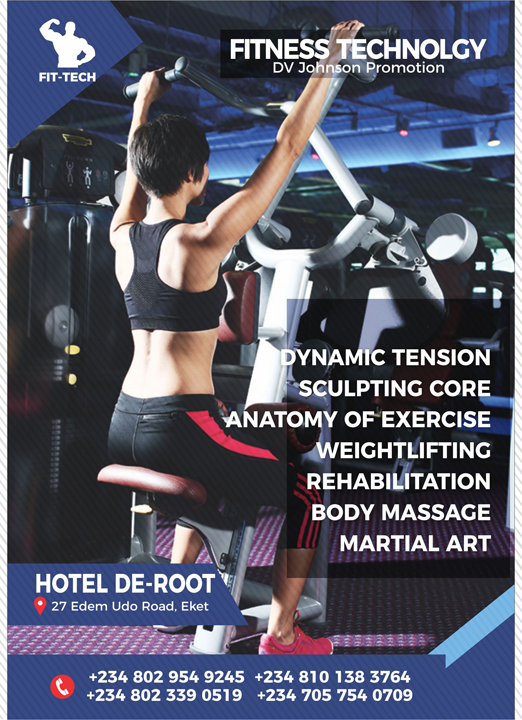 FIT-TECH
FITNESS TECHNOLGY
DV Johnson Promotion
DYNAMIC TENSION
SCULPTING CORE
ANATOMY OF EXERCISE
WEIGHTLIFTING
REHABILITATION
BODY MASSAGE
MARTIAL ART
HOTEL DE-ROOT
27 Edem Udo Road, Eket
+234 802 954 9245 +234 810 138 3764
+234 802 339 0519 +234 705 754 0709